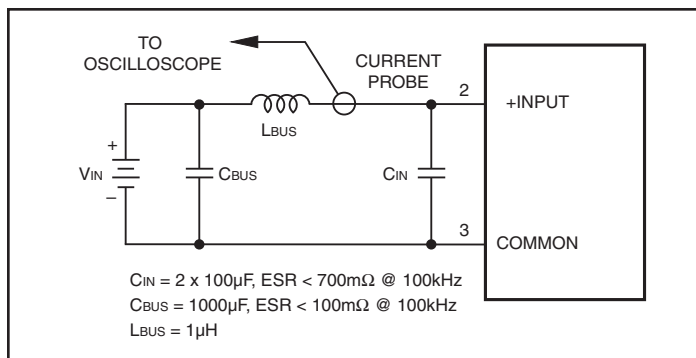 TO
OSCILLOSCOPE
CURRENT
PROBE
2
+INPUT
LBUS
+
VIN
–
CBUS
CIN
3
COMMON
CIN = 2 x 100µF, ESR < 700mΩ @ 100kHz
CBUS = 1000µF, ESR < 100mΩ @ 100kHz
LBUS = 1µH